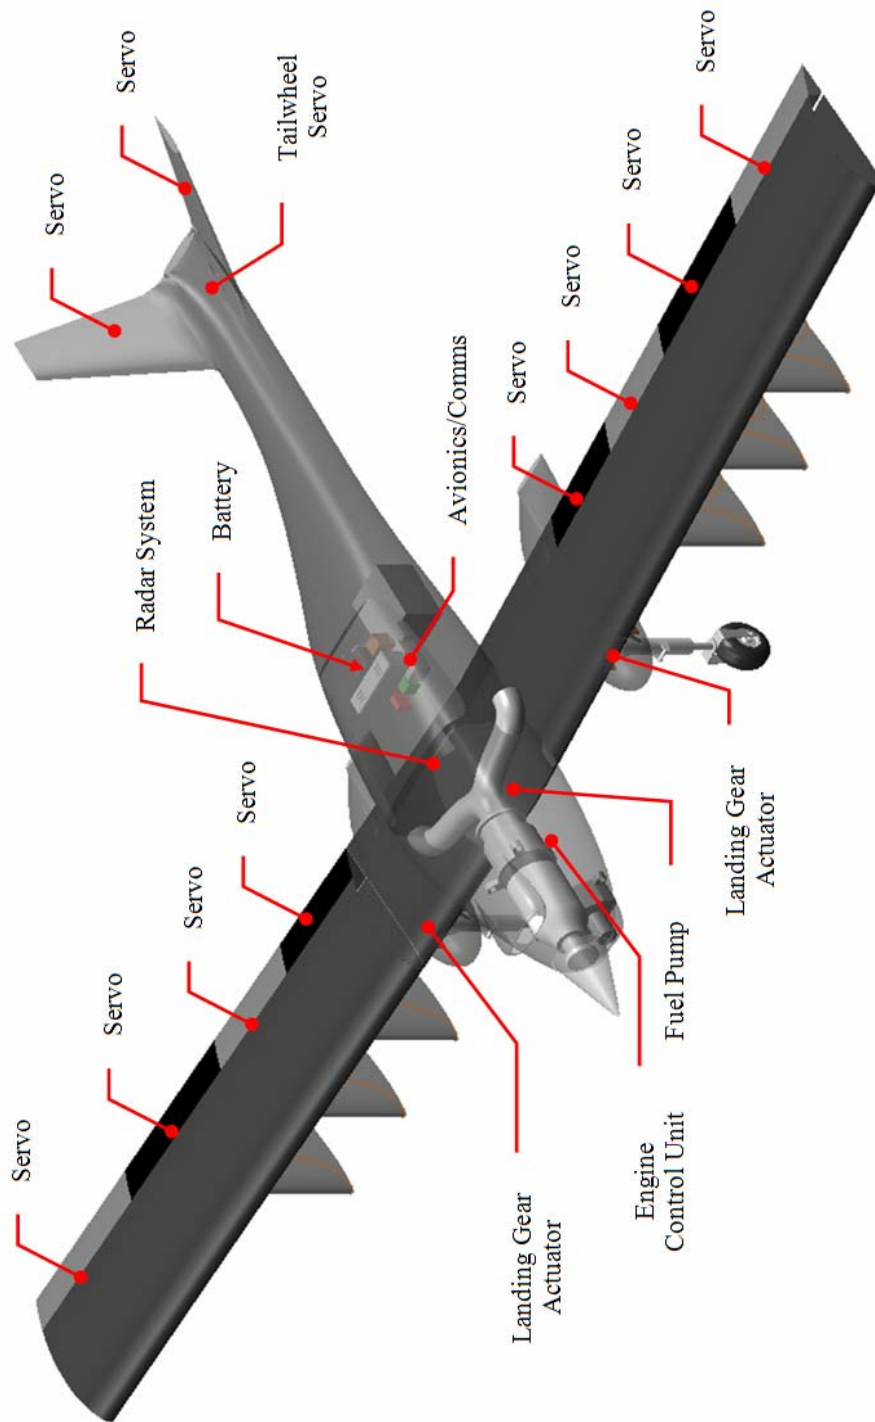 Servo
Servo
Servo
Servo
Radar System
Servo
Battery
Servo
Tailwheel
Servo
Avionics/Comms
Servo
Landing Gear
Actuator
Servo
Servo
Engine
Control Unit
Fuel Pump
Servo
Landing Gear
Actuator